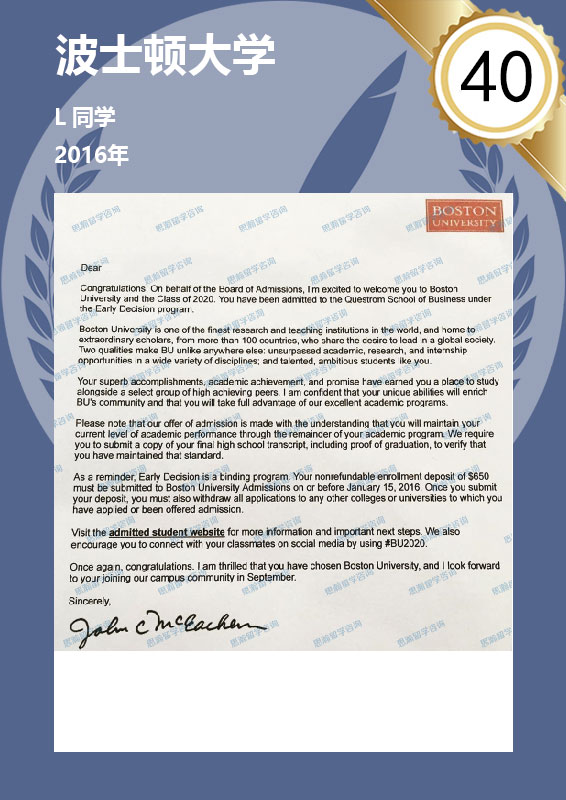 波士顿大学
40
L 同学
2016年
BOSTON
UNIVERSITY
Dear
Congratulations. On behalf of the Board of Admissions, I'm excited to welcome you to Boston
University and the Class of 2020. You have been admitted to the Questrom School of Business under
the Early Decision program.
Boston University is one of the finest research and teaching institutions in the world, and home to
extraordinary scholars, from more than 100 countries, who share the desire to lead in a global society.
Two qualities make BU unlike anywhere else: unsurpassed academic, research, and internship
opportunities in a wide variety of disciplines; and talented, ambitious students like you.
Your superb accomplishments, academic achievement, and promise have earned you a place to study
alongside a select group of high achieving peers. I am confident that your unique abilities will enrich
BU's community and that you will take full advantage of our excellent academic programs.
Please note that our offer of admission is made with the understanding that you will maintain your
current level of academic performance through the remainder of your academic program. We require
you to submit a copy of your final high school transcript, including proof of graduation, to verify that
you have maintained that standard.
As a reminder, Early Decision is a binding program. Your nonrefundable enrollment deposit of $650
must be submitted to Boston University Admissions on or before January 15, 2016. Once you submit
your deposit, you must also withdraw all applications to any other colleges or universities to which you
have applied or been offered admission.
Visit the admitted student website for more information and important next steps. We also
encourage you to connect with your classmates on social media by using #BU2020.
Once again, congratulations. I am thrilled that you have chosen Boston University, and I look forward
to your joining our campus community in September.
Sincerely,
John C McEachern
思瀚留学咨询